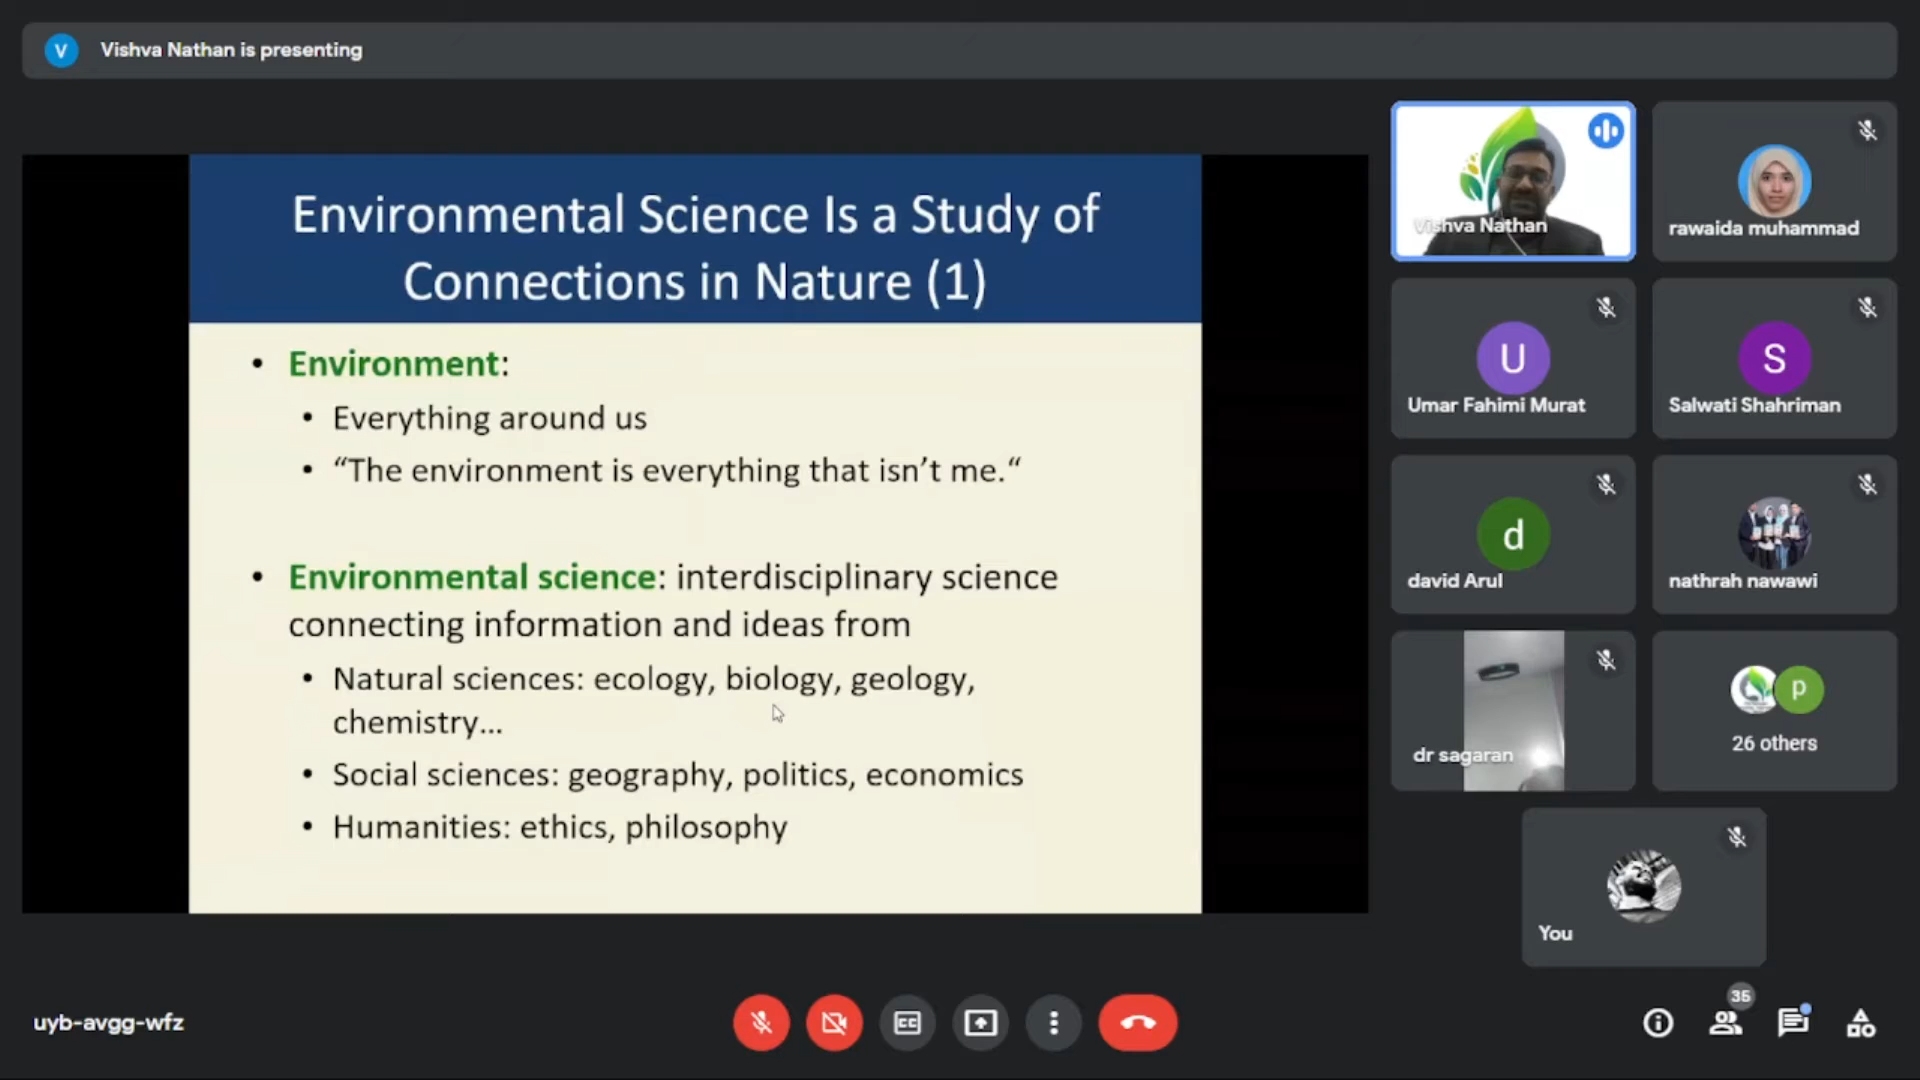 V
Vishva Nathan is presenting
Environmental Science Is a Study of
Connections in Nature (1)
• Environment:
• Everything around us
• “The environment is everything that isn’t me.“
• Environmental science: interdisciplinary science
connecting information and ideas from
• Natural sciences: ecology, biology, geology,
chemistry...
• Social sciences: geography, politics, economics
• Humanities: ethics, philosophy
Vishva Nathan
rawaida muhammad
U
Umar Fahimi Murat
S
Salwati Shahriman
d
david Arul
nathrah nawawi
dr sagaran
p
26 others
You
uyb-avgg-wfz
CC
35